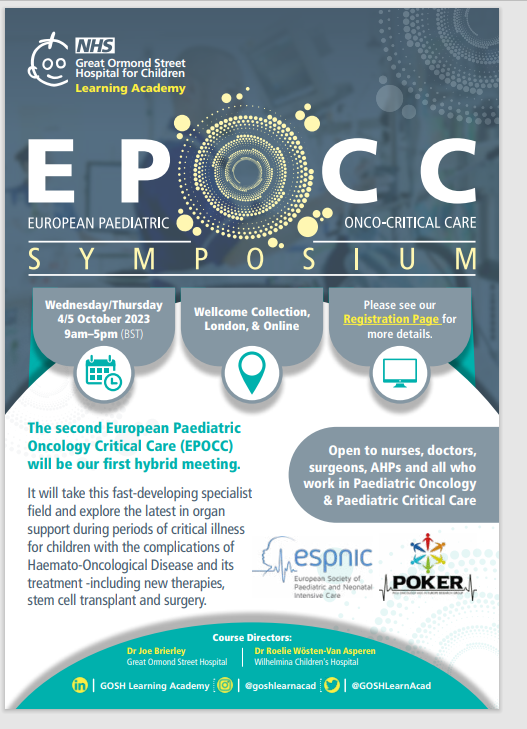 NHS
Great Ormond Street
Hospital for Children
Learning Academy
EPOCC
EUROPEAN PAEDIATRIC ONCO-CRITICAL CARE
SYMPOSIUM
Wednesday/Thursday
4/5 October 2023
9am–5pm (BST)
Wellcome Collection,
London, & Online
Please see our
Registration Page for
more details.
The second European Paediatric
Oncology Critical Care (EPOCC)
will be our first hybrid meeting.
It will take this fast-developing specialist
field and explore the latest in organ
support during periods of critical illness
for children with the complications of
Haemato-Oncological Disease and its
treatment -including new therapies,
stem cell transplant and surgery.
Open to nurses, doctors,
surgeons, AHPs and all who
work in Paediatric Oncology
& Paediatric Critical Care
espnic
European Society of
Paediatric and Neonatal
Intensive Care
POKER
Course Directors:
Dr Joe Brierley
Great Ormond Street Hospital
Dr Roelie Wösten-Van Asperen
Wilhelmina Children's Hospital
in | GOSH Learning Academy | @goshlearnacad | @GOSHLearnAcad